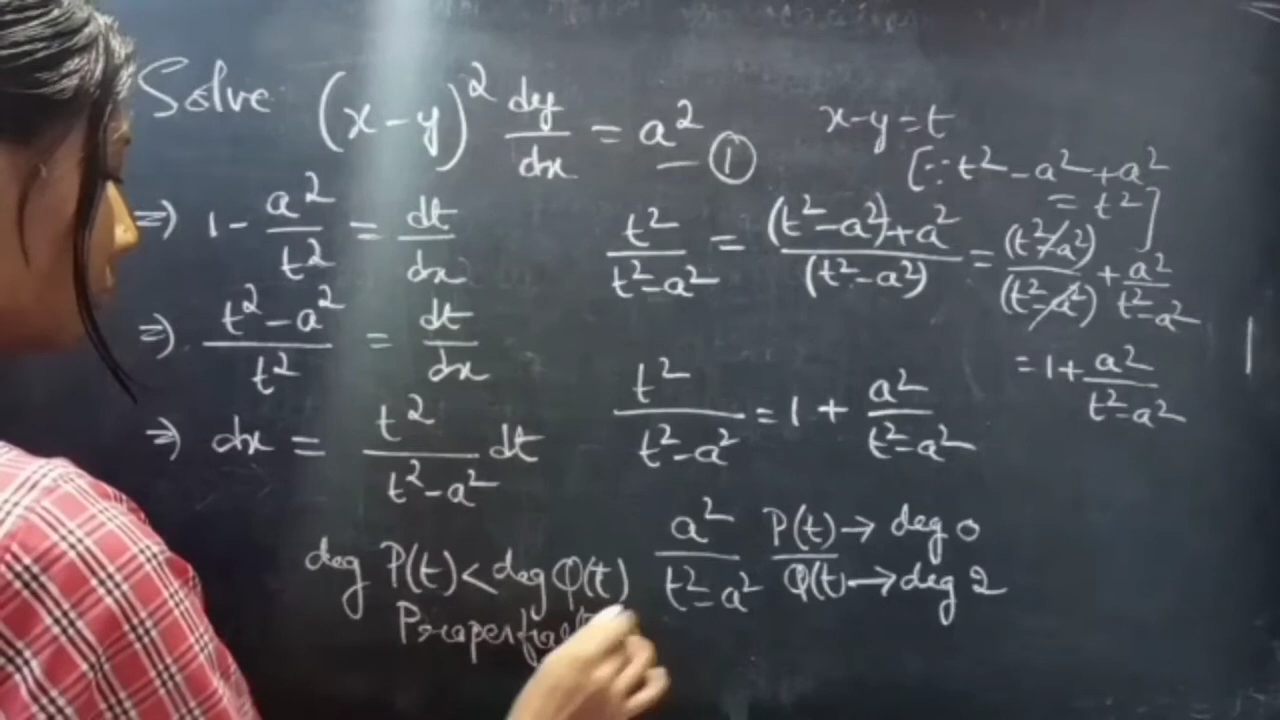 Solve (x-y)² dy/dx = a² — ①
x-y = t
⇒) 1 - a²/t² = dt/dx
⇒) (t²-a²)/t² = dt/dx
⇒) dx = t²/(t²-a²) dt
[∵ t²-a²+a²
= t²]
t²/(t²-a²) = ((t²-a²)+a²)/(t²-a²) = (t²-a²)/(t²-a²) + a²/(t²-a²)
= 1 + a²/(t²-a²)
t²/(t²-a²) = 1 + a²/(t²-a²)
a²/(t²-a²) P(t)/Q(t) → deg 0
→ deg 2
deg P(t) < deg Q(t)
Proper